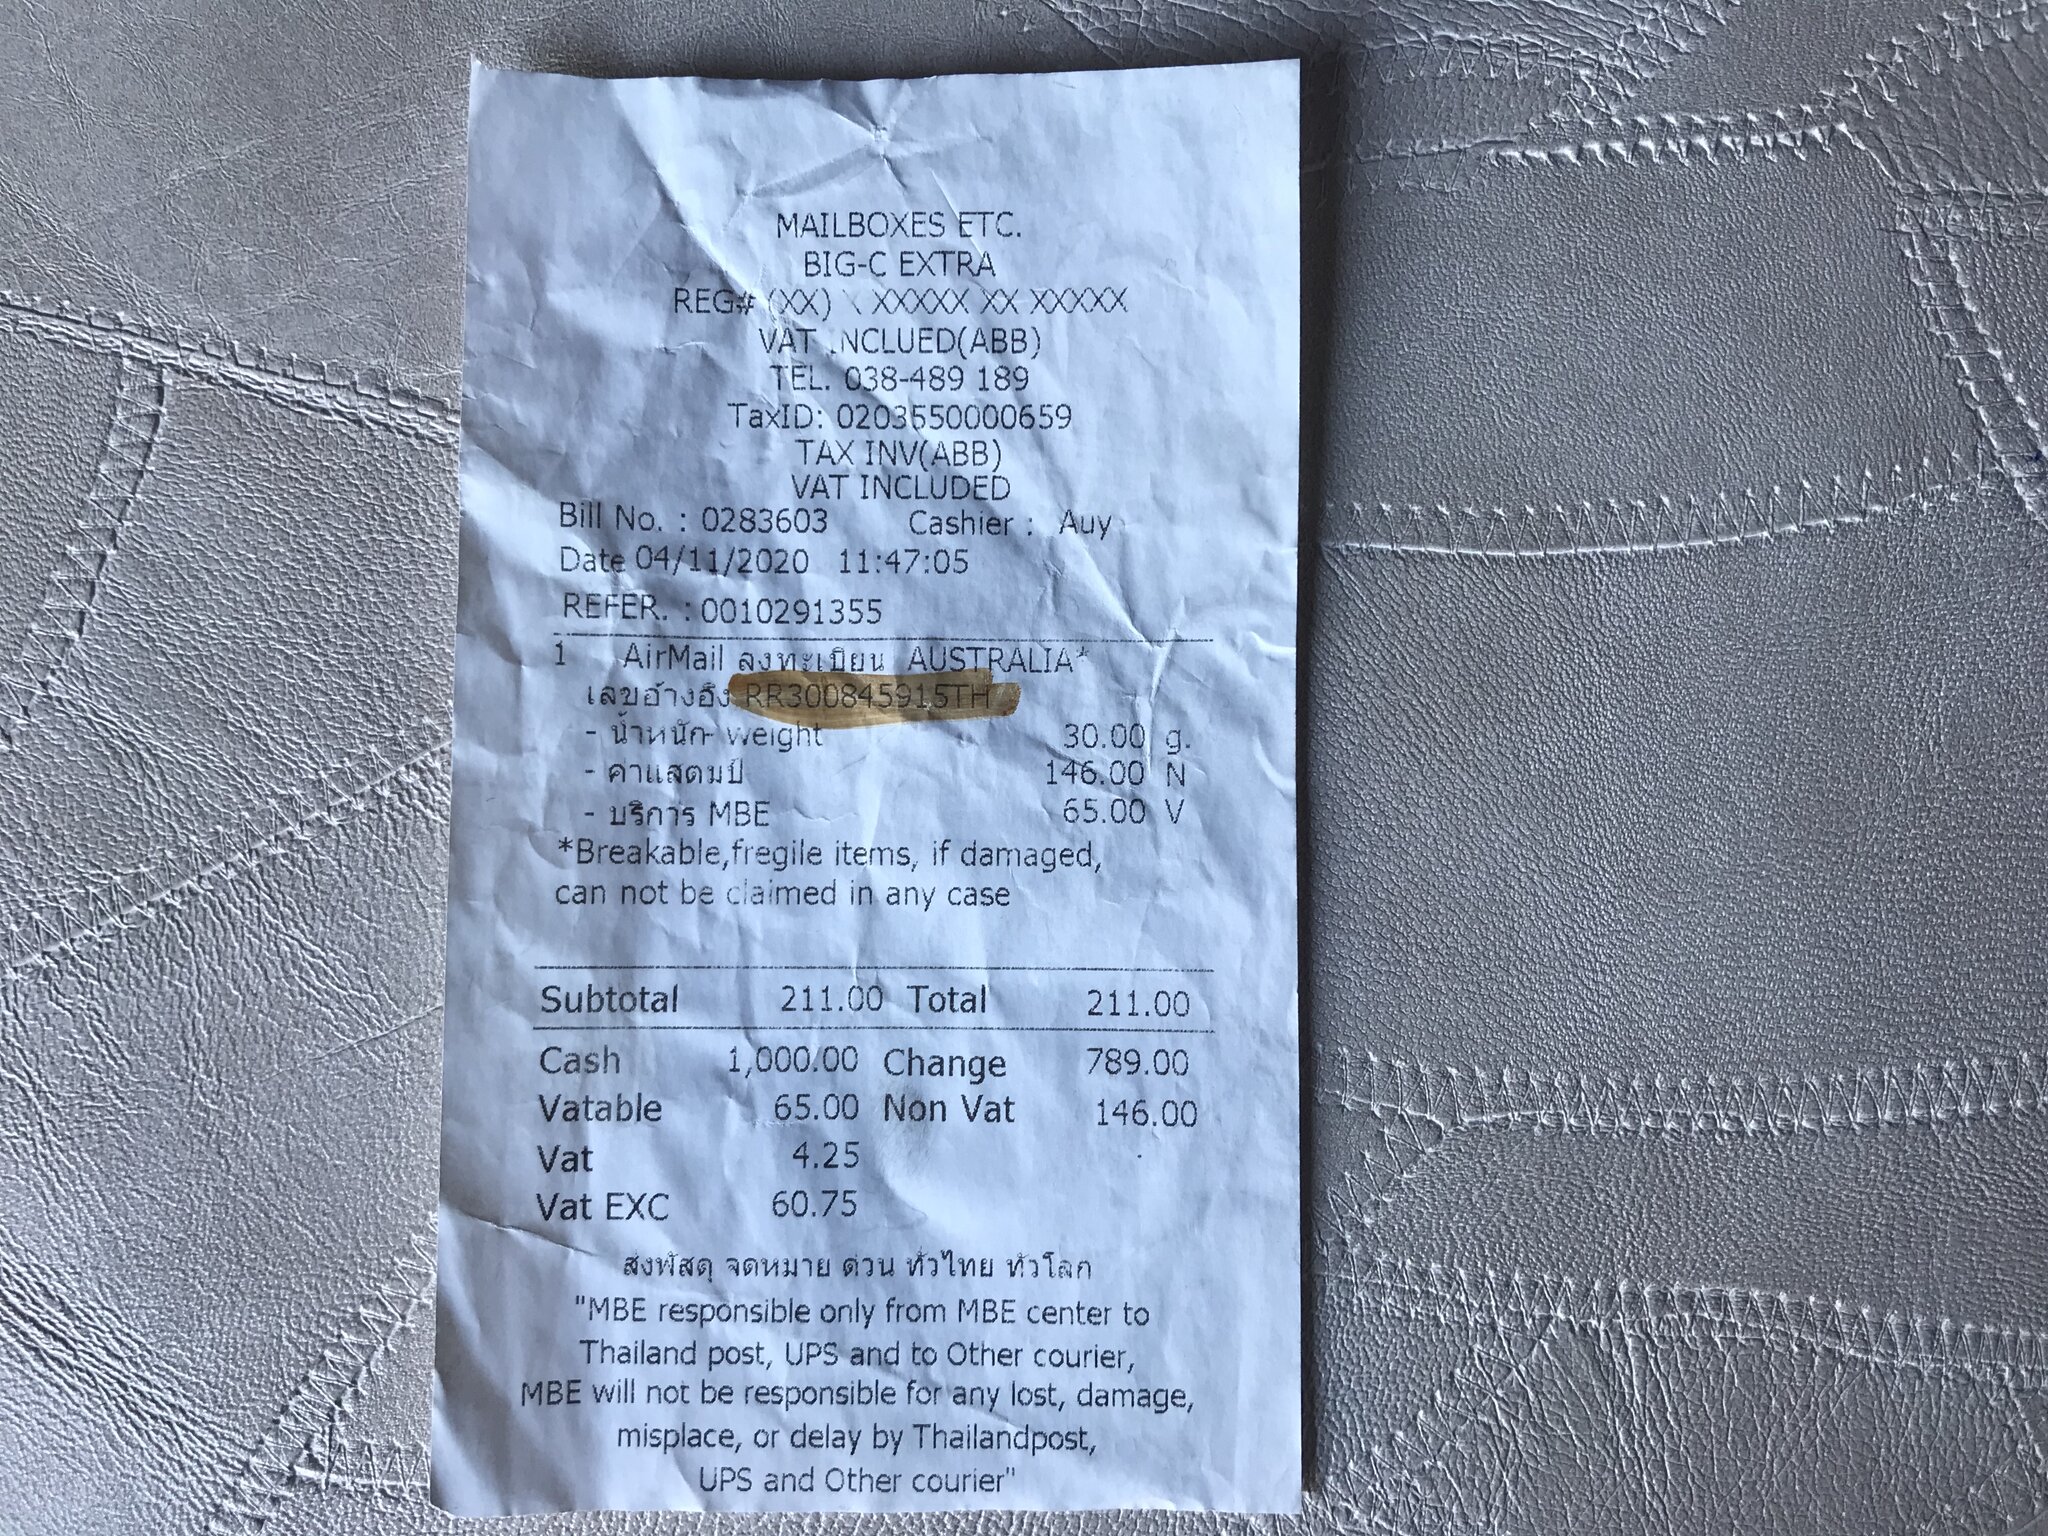 MAILBOXES ETC.
BIG-C EXTRA
REG# (XX) X XXXXX XX XXXXX
VAT INCLUED(ABB)
TEL. 038-489 189
TaxID: 0203550000659
TAX INV(ABB)
VAT INCLUDED
Bill No. : 0283603 Cashier : Auy
Date 04/11/2020 11:47:05
REFER. : 0010291355
1 AirMail ลงทะเบียน AUSTRALIA*
เลขอ้างอิง RR300845915TH
- น้ำหนัก- weight 30.00 g.
- ค่าแสตมป์ 146.00 N
- บริการ MBE 65.00 V
*Breakable,fregile items, if damaged,
can not be claimed in any case
Subtotal 211.00 Total 211.00
Cash 1,000.00 Change 789.00
Vatable 65.00 Non Vat 146.00
Vat 4.25
Vat EXC 60.75
ส่งพัสดุ จดหมาย ด่วน ทั่วไทย ทั่วโลก
"MBE responsible only from MBE center to
Thailand post, UPS and to Other courier,
MBE will not be responsible for any lost, damage,
misplace, or delay by Thailandpost,
UPS and Other courier"